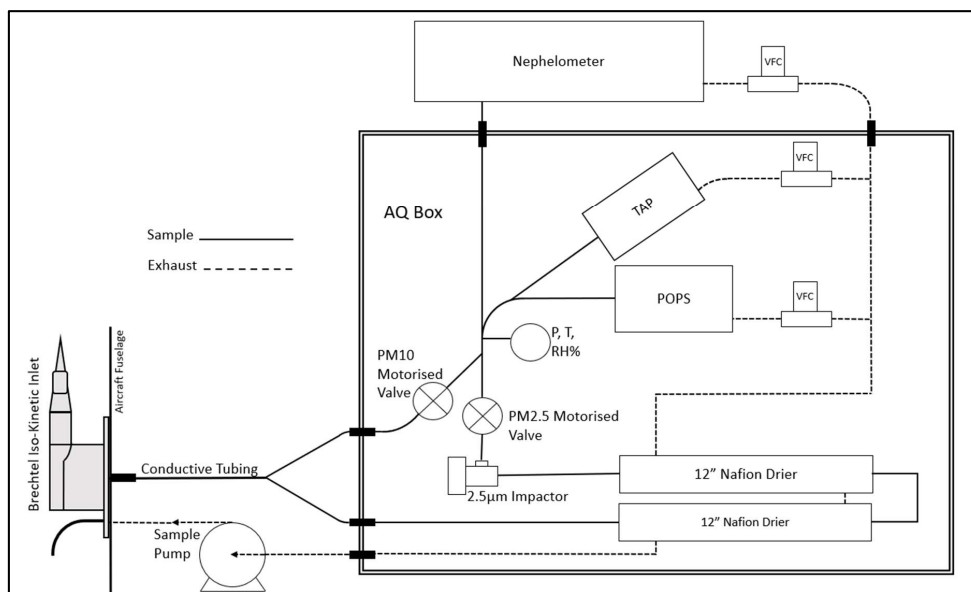 Nephelometer
VFC
AQ Box
VFC
TAP
Sample
Exhaust
POPS
VFC
P, T,
RH%
PM10
Motorised
Valve
PM2.5 Motorised
Valve
Brechtel Iso-Kinetic Inlet
Aircraft Fuselage
Conductive Tubing
2.5μm Impactor
12” Nafion Drier
12” Nafion Drier
Sample
Pump